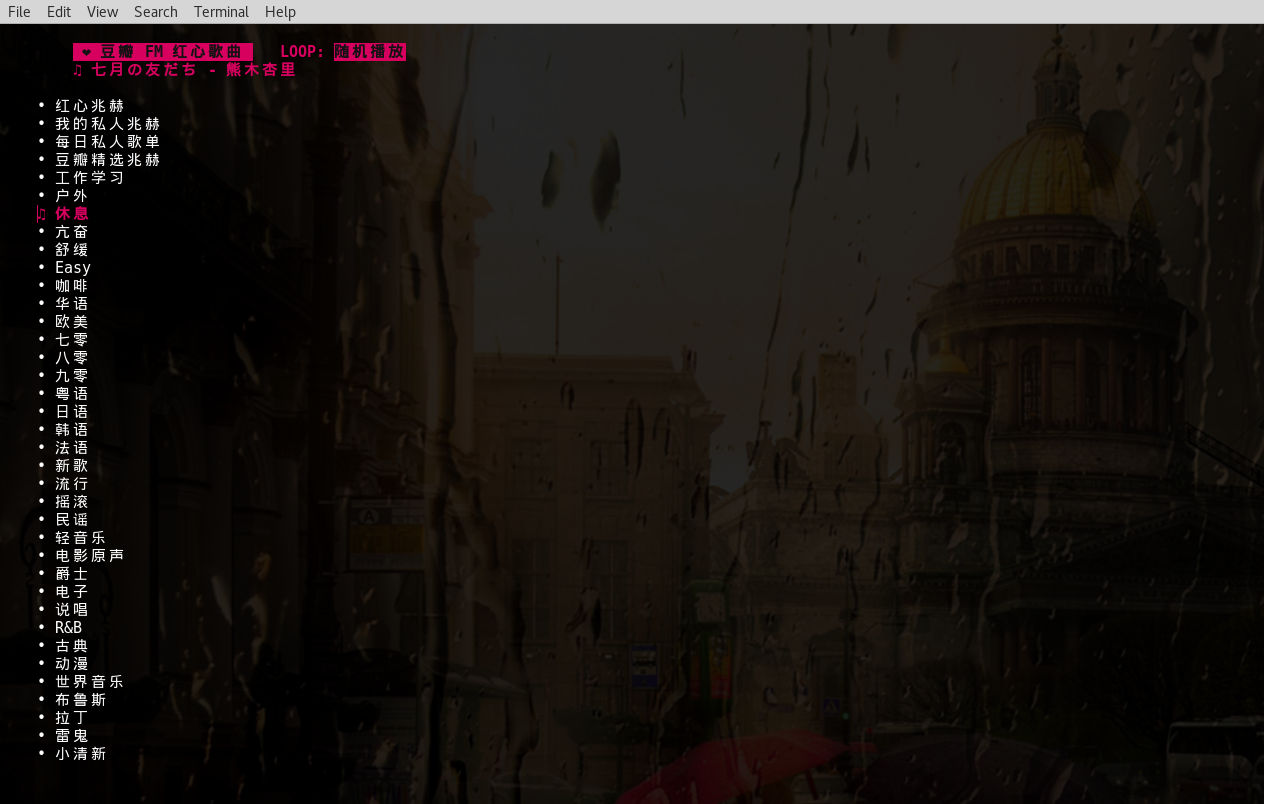 File Edit View Search Terminal Help
❤ 豆瓣 FM 红心歌曲 LOOP: 随机播放
♫ 七月の友だち - 熊木杏里
• 红心兆赫
• 我的私人兆赫
• 每日私人歌单
• 豆瓣精选兆赫
• 工作学习
• 户外
♫ 休息
• 亢奋
• 舒缓
• Easy
• 咖啡
• 华语
• 欧美
• 七零
• 八零
• 九零
• 粤语
• 日语
• 韩语
• 法语
• 新歌
• 流行
• 摇滚
• 民谣
• 轻音乐
• 电影原声
• 爵士
• 电子
• 说唱
• R&B
• 古典
• 动漫
• 世界音乐
• 布鲁斯
• 拉丁
• 雷鬼
• 小清新